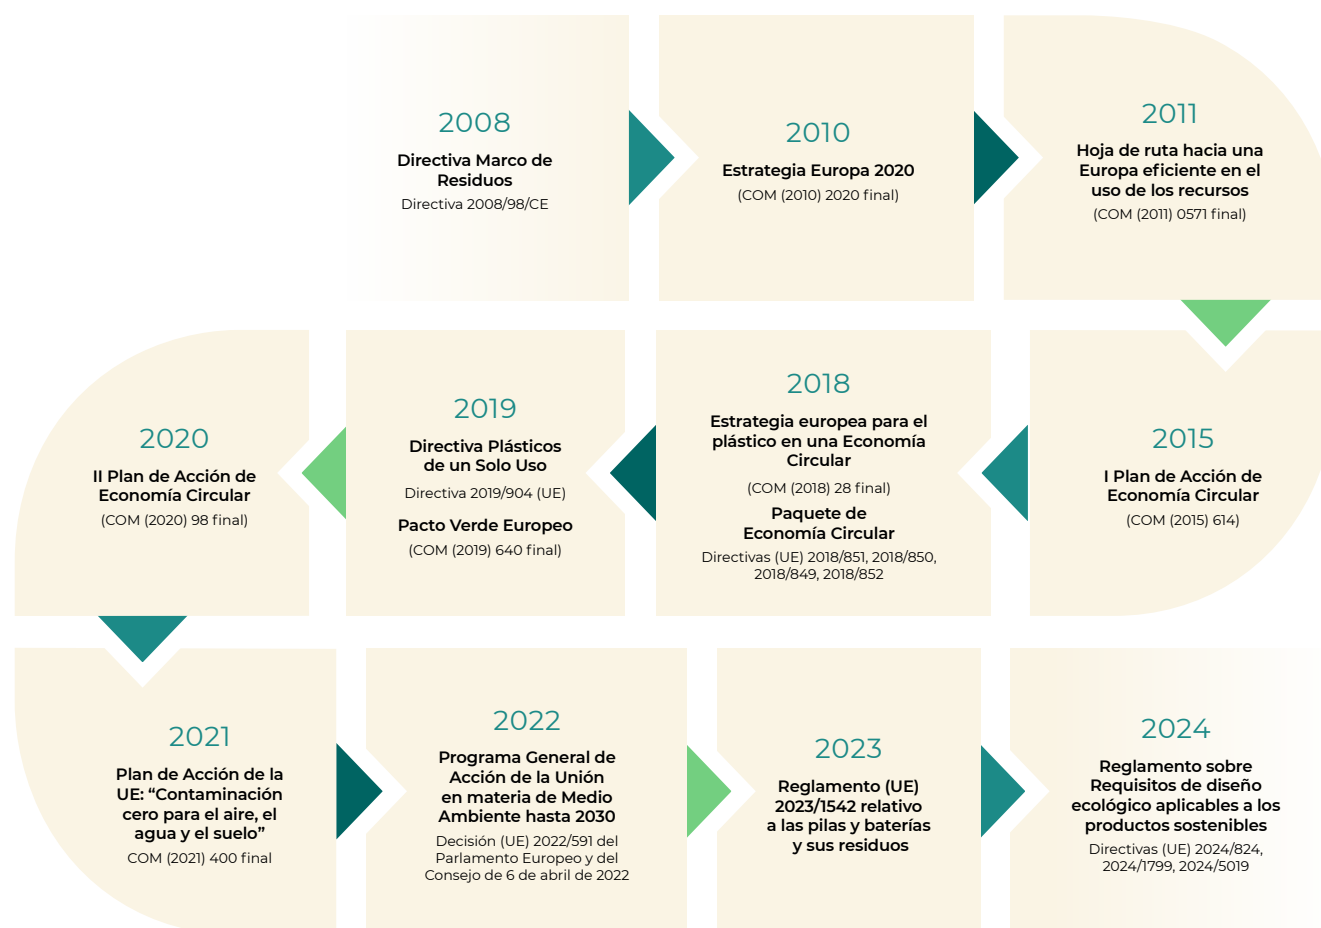 2008
Directiva Marco de
Residuos
Directiva 2008/98/CE
2010
Estrategia Europa 2020
(COM (2010) 2020 final)
2011
Hoja de ruta hacia una
Europa eficiente en el
uso de los recursos
(COM (2011) 0571 final)
2015
I Plan de Acción de
Economía Circular
(COM (2015) 614)
2018
Estrategia europea para el
plástico en una Economía
Circular
(COM (2018) 28 final)
Paquete de
Economía Circular
Directivas (UE) 2018/851, 2018/850,
2018/849, 2018/852
2019
Directiva Plásticos
de un Solo Uso
Directiva 2019/904 (UE)
Pacto Verde Europeo
(COM (2019) 640 final)
2020
II Plan de Acción de
Economía Circular
(COM (2020) 98 final)
2021
Plan de Acción de la
UE: “Contaminación
cero para el aire, el
agua y el suelo”
COM (2021) 400 final
2022
Programa General de
Acción de la Unión
en materia de Medio
Ambiente hasta 2030
Decisión (UE) 2022/591 del
Parlamento Europeo y del
Consejo de 6 de abril de 2022
2023
Reglamento (UE)
2023/1542 relativo
a las pilas y baterías
y sus residuos
2024
Reglamento sobre
Requisitos de diseño
ecológico aplicables a los
productos sostenibles
Directivas (UE) 2024/824,
2024/1799, 2024/5019